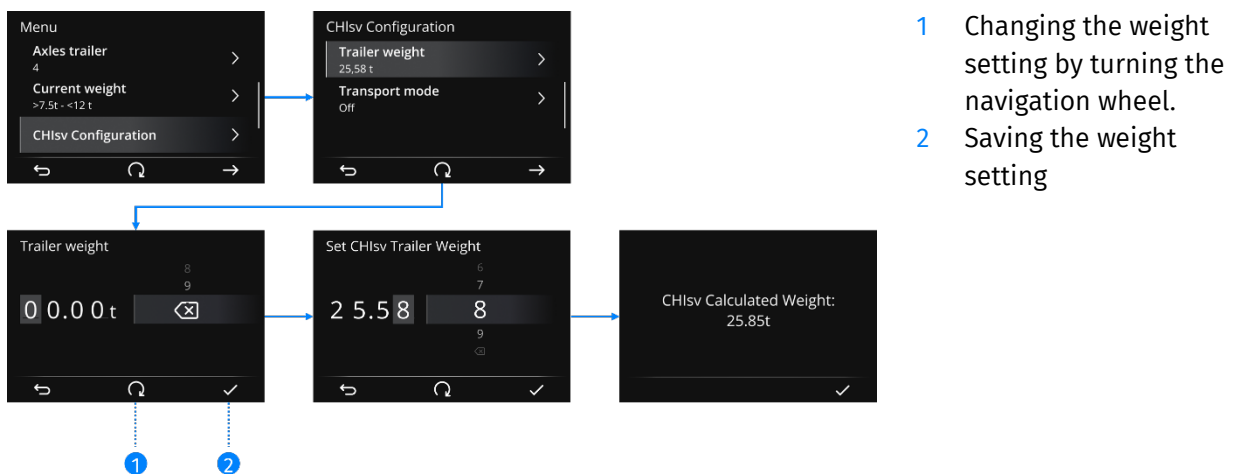 Menu
Axles trailer
4
Current weight
>7.5t - <12 t
CHIsv Configuration
CHIsv Configuration
Trailer weight
25,58 t
Transport mode
Off
1 Changing the weight
setting by turning the
navigation wheel.
2 Saving the weight
setting
Trailer weight
8
9
0 0.0 0 t
Set CHIsv Trailer Weight
6
7
2 5.5 8 8
9
CHIsv Calculated Weight:
25.85t
1 2